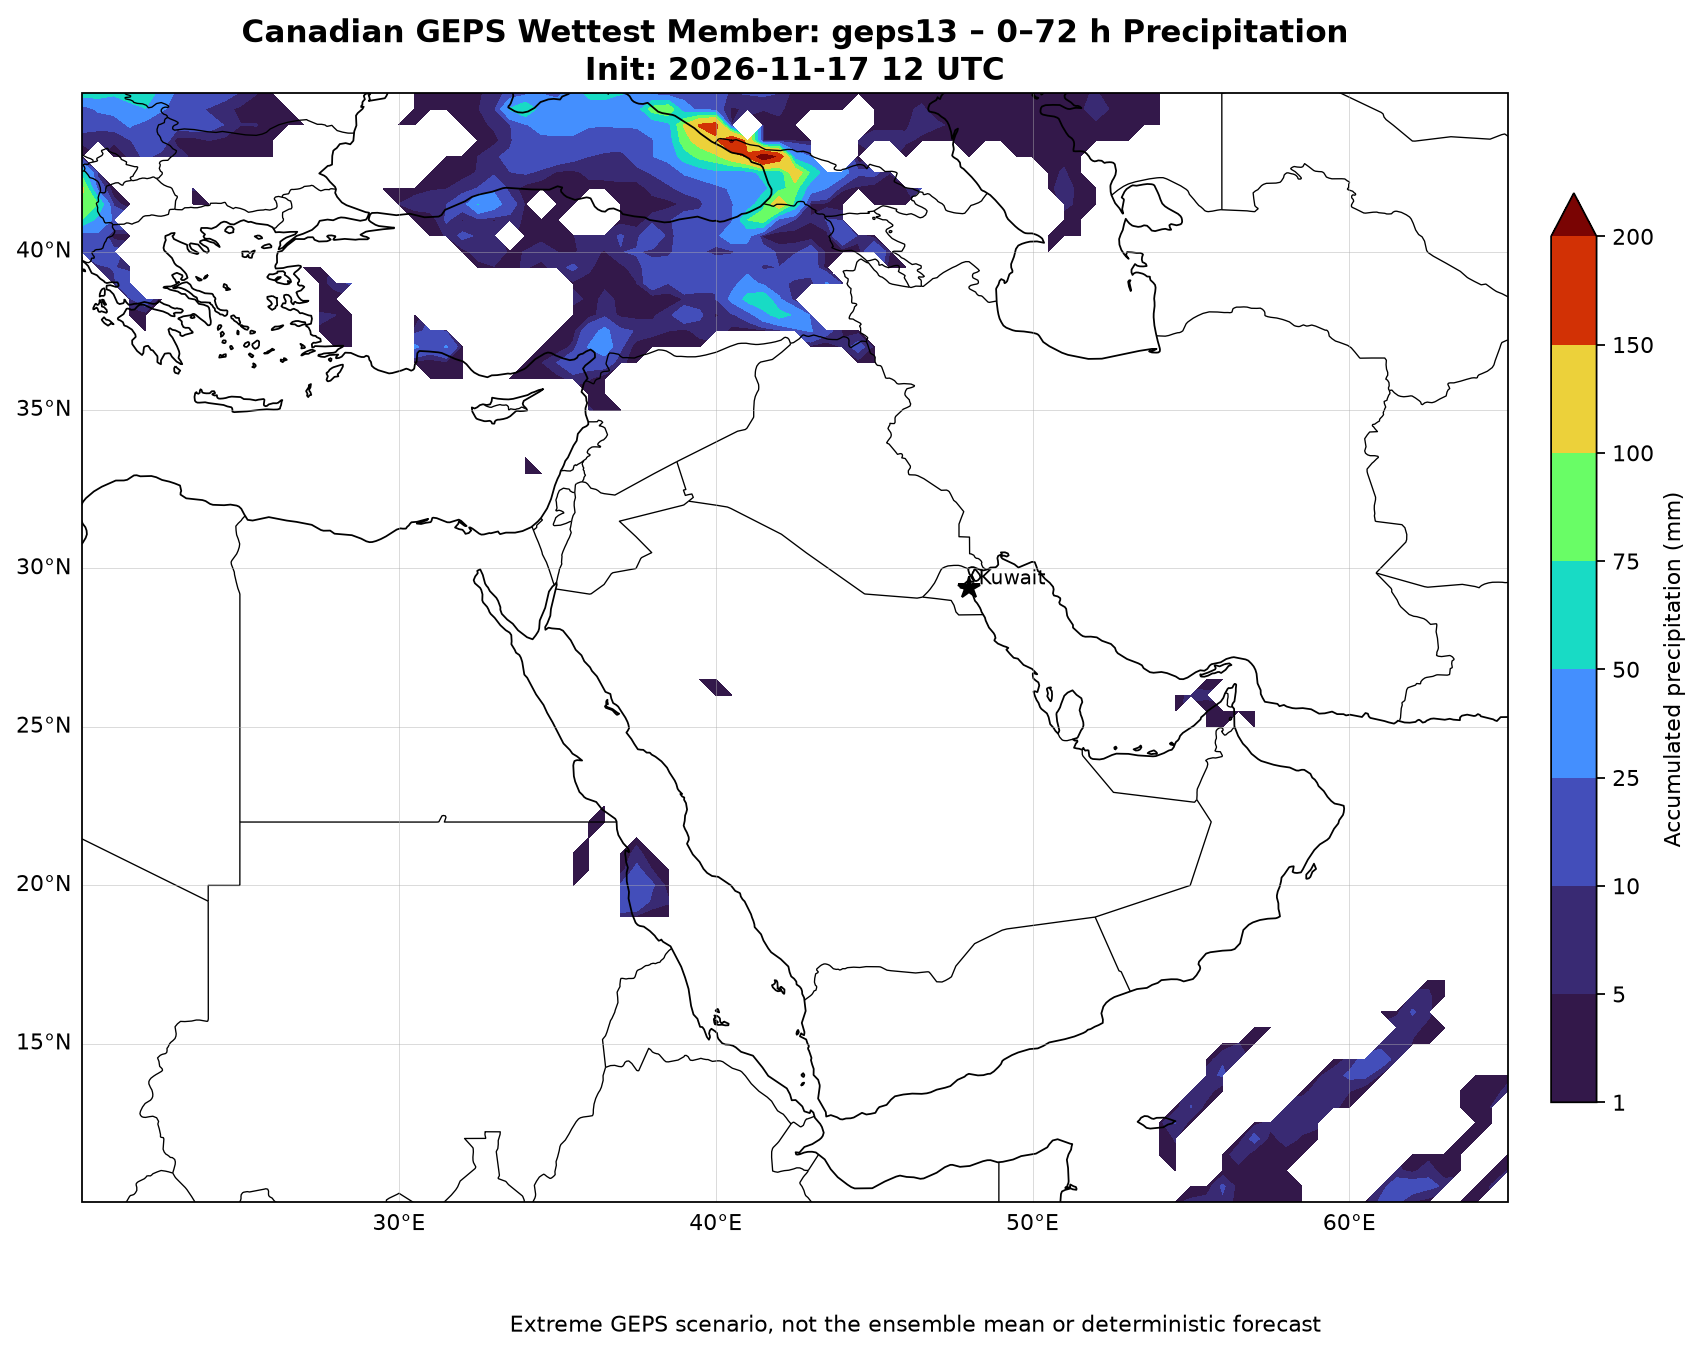 Canadian GEPS Wettest Member: geps13 – 0–72 h Precipitation
Init: 2026-11-17 12 UTC
40°N
35°N
30°N
25°N
20°N
15°N
30°E
40°E
50°E
60°E
Kuwait
200
150
100
75
50
25
10
5
1
Accumulated precipitation (mm)
Extreme GEPS scenario, not the ensemble mean or deterministic forecast